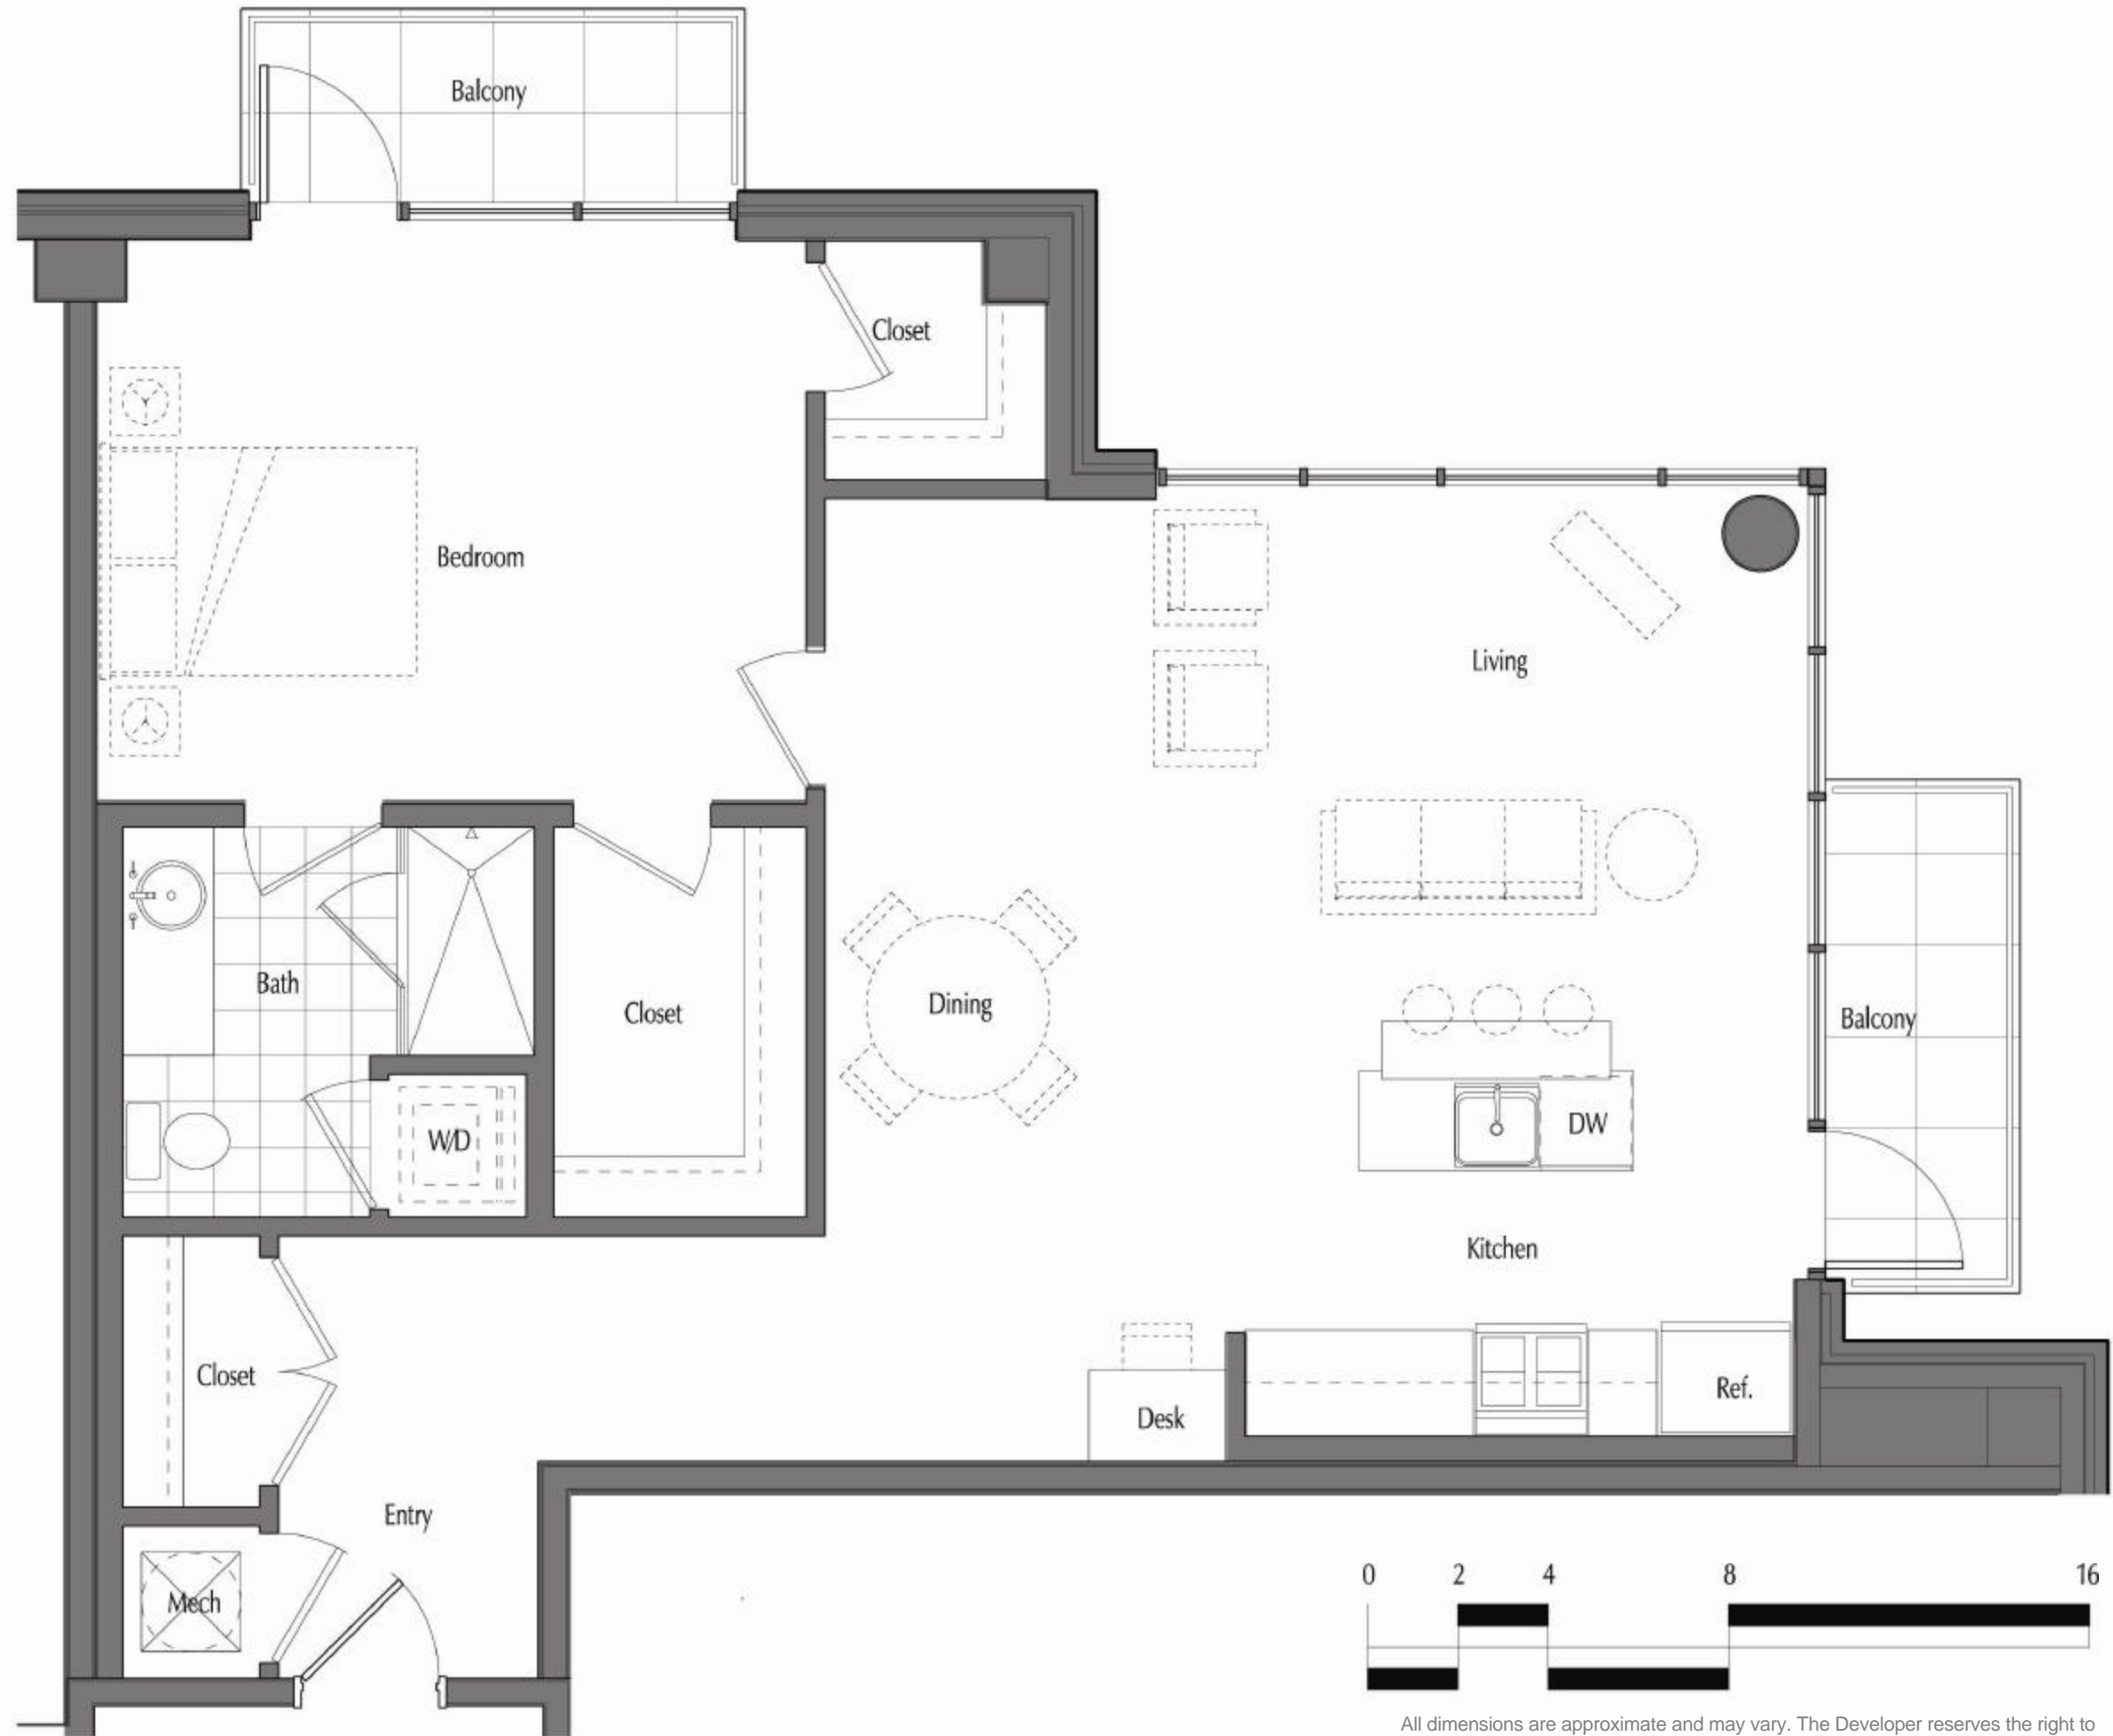 Balcony
Closet
Bedroom
Living
Bath
Closet
Dining
Balcony
W/D
DW
Kitchen
Closet
Desk
Ref.
Entry
Mech
0 2 4 8 16
All dimensions are approximate and may vary. The Developer reserves the right to